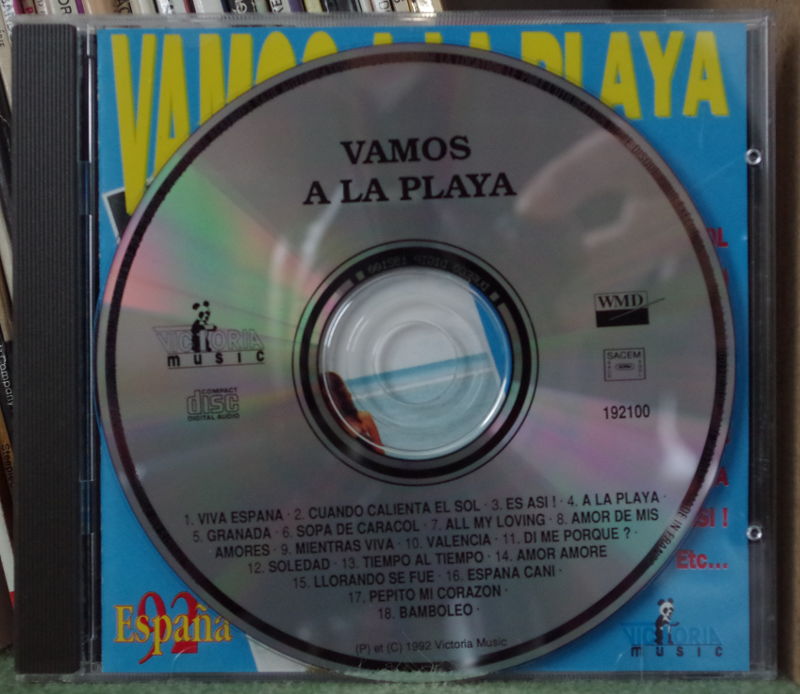 VAMOS A LA PLAYA
VAMOS
A LA PLAYA
VICTORIA
MUSIC
COMPACT
disc
DIGITAL AUDIO
WMD
SACEM
192100
1. VIVA ESPANA · 2. CUANDO CALIENTA EL SOL · 3. ES ASI ! · 4. A LA PLAYA ·
5. GRANADA · 6. SOPA DE CARACOL · 7. ALL MY LOVING · 8. AMOR DE MIS
AMORES · 9. MIENTRAS VIVA · 10. VALENCIA · 11. DI ME PORQUE ? ·
12. SOLEDAD · 13. TIEMPO AL TIEMPO · 14. AMOR AMORE
15. LLORANDO SE FUE · 16. ESPANA CANI ·
17. PEPITO MI CORAZON ·
18. BAMBOLEO ·
(P) et (C) 1992 Victoria Music
Etc...
92
España
VICTORIA
MUSIC